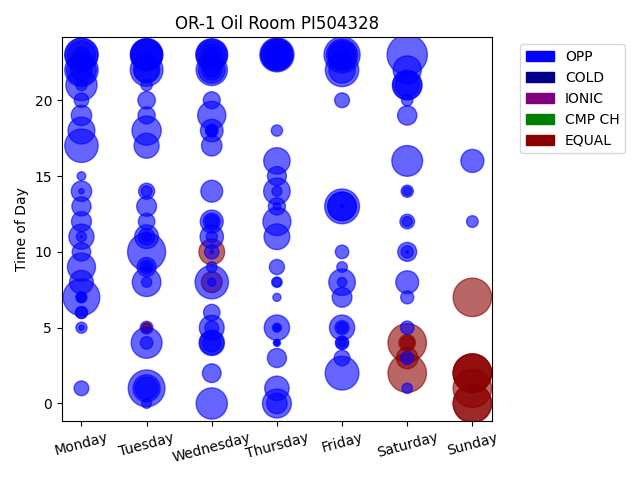 OR-1 Oil Room PI504328
OPP
COLD
IONIC
CMP CH
EQUAL
Time of Day
20
15
10
5
0
Monday Tuesday Wednesday Thursday Friday Saturday Sunday